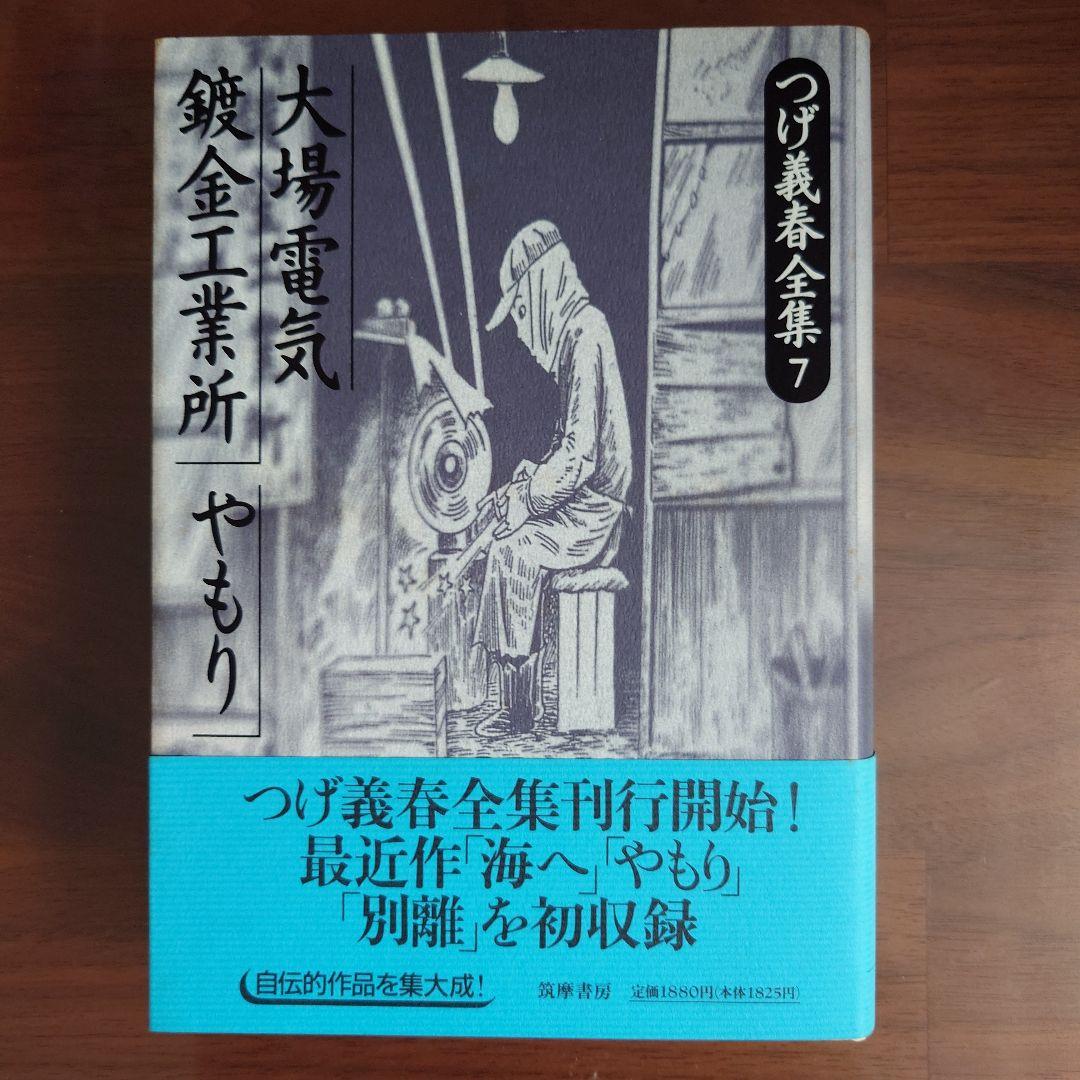 つげ義春全集7
大場電気
鍍金工業所
やもり
つげ義春全集刊行開始!
最近作「海へ」「やもり」
「別離」を初収録
自伝的作品を集大成!
筑摩書房 定価1880円(本体1825円)